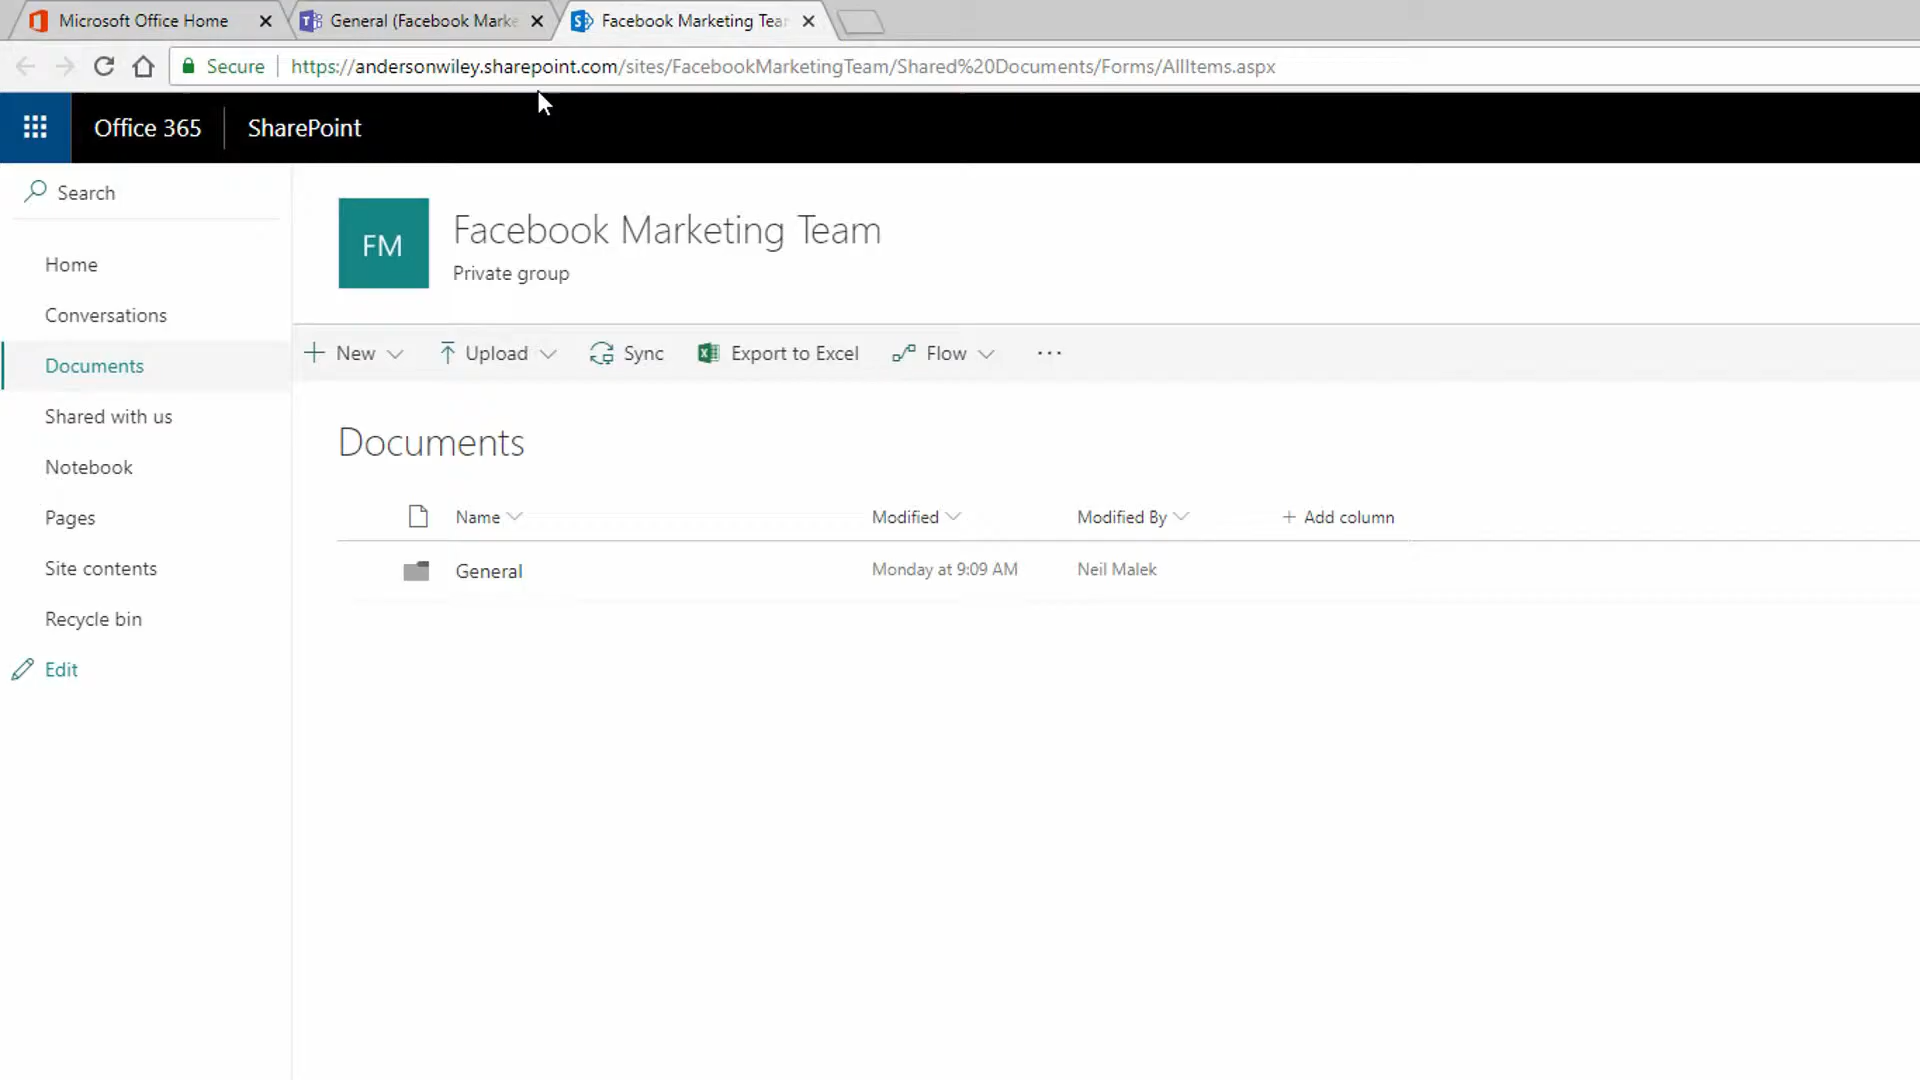 Microsoft Office Home
General (Facebook Marke
Facebook Marketing Tea
Secure
https://andersonwiley.sharepoint.com/sites/FacebookMarketingTeam/Shared%20Documents/Forms/AllItems.aspx
Office 365
SharePoint
Search
FM
Facebook Marketing Team
Private group
Home
Conversations
Documents
Shared with us
Notebook
Pages
Site contents
Recycle bin
Edit
New
Upload
Sync
Export to Excel
Flow
...
Documents
Name
Modified
Modified By
+ Add column
General
Monday at 9:09 AM
Neil Malek